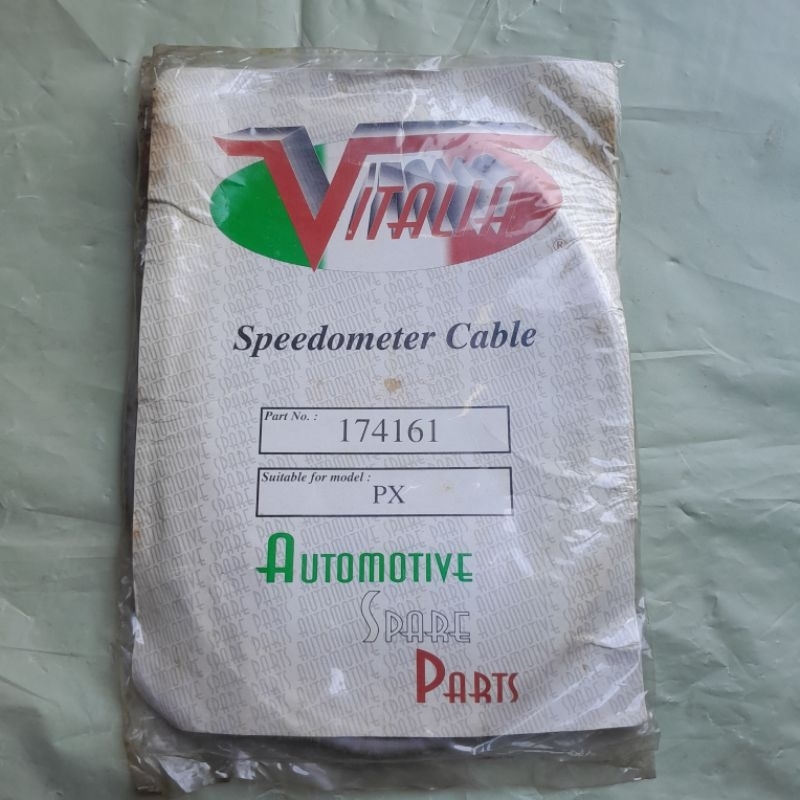 VITALIA
®
Speedometer Cable
Part No. :
174161
Suitable for model :
PX
AUTOMOTIVE
SPARE
PARTS